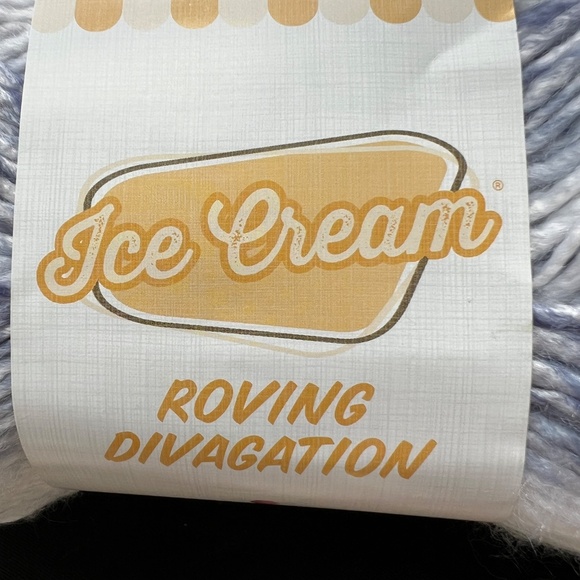 Ice Cream®
ROVING
DIVAGATION